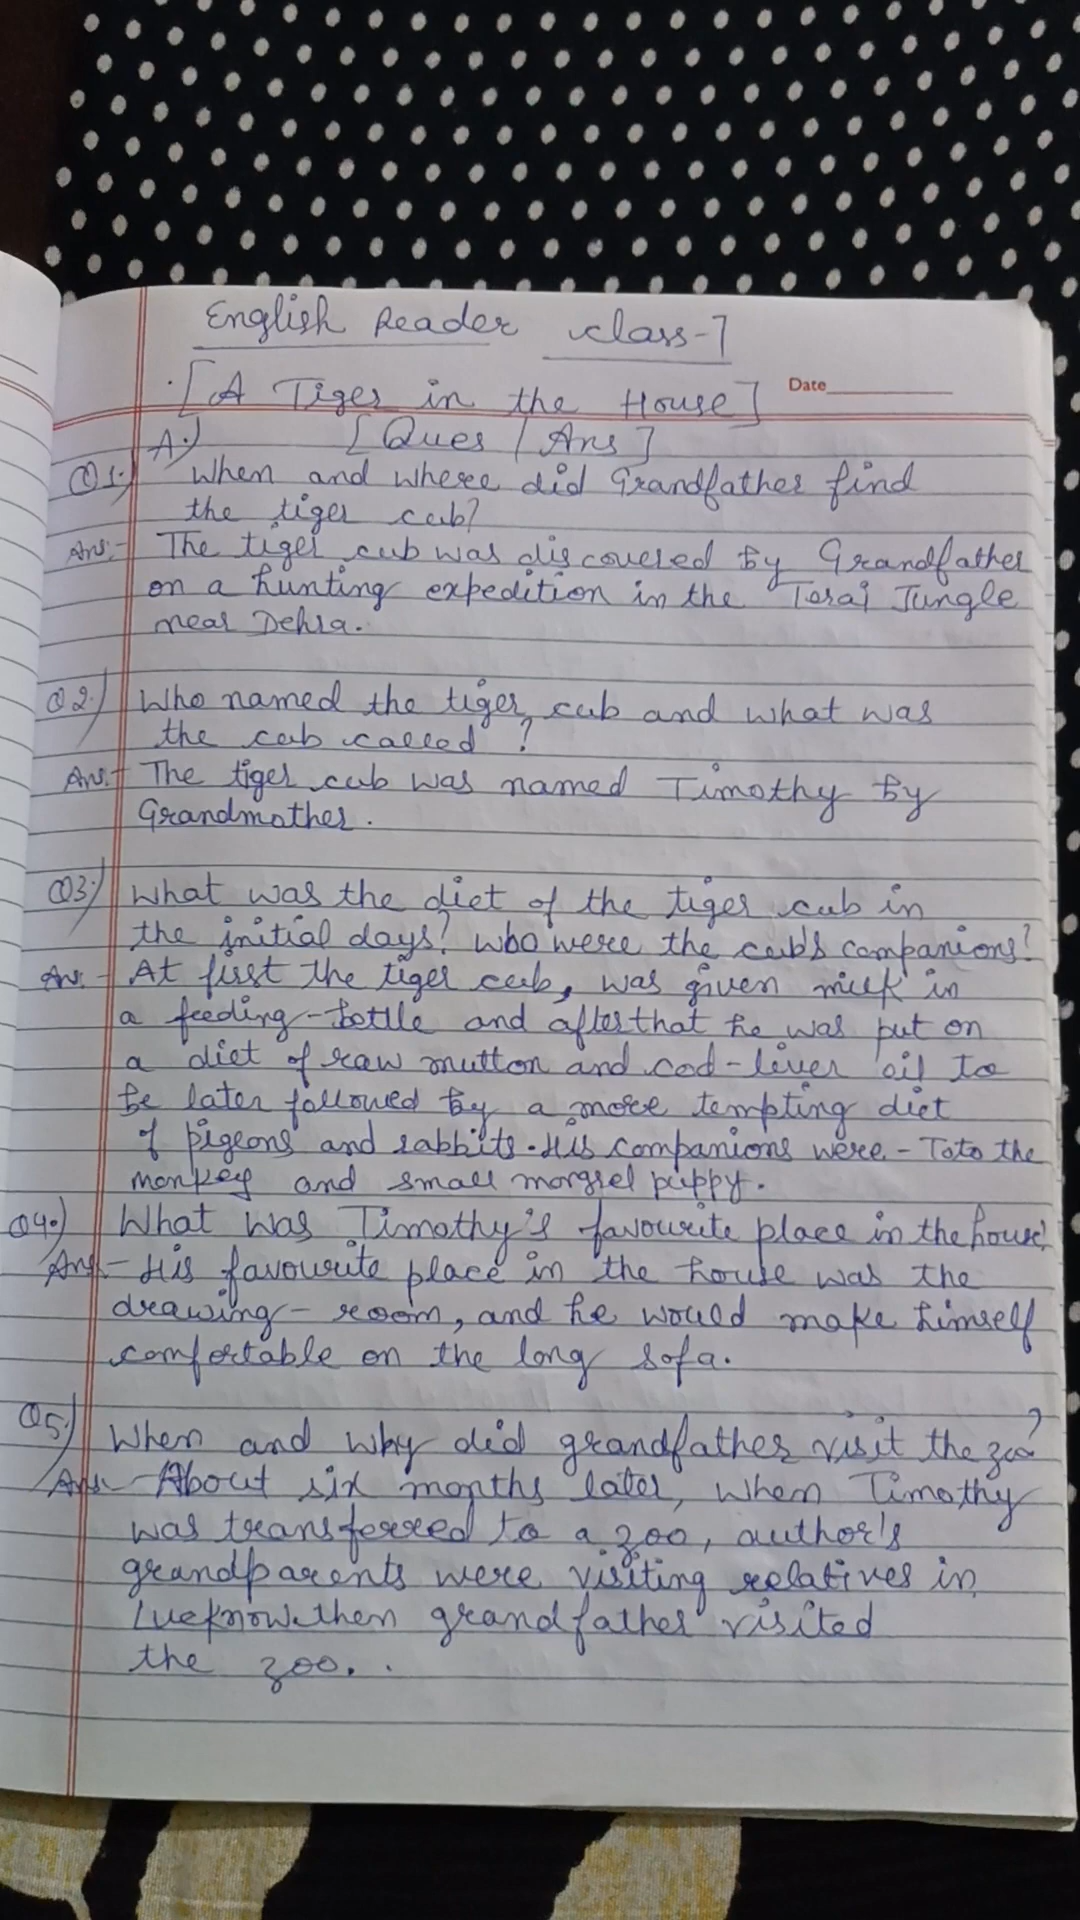 English Reader class-7
[A Tiger in the House]
Date
A.) [Ques / Ans]
Q1.) When and where did Grandfather find
the tiger cub?
Ans:- The tiger cub was discovered by Grandfather
on a hunting expedition in the Terai Jungle
near Dehra.
Q2.) Who named the tiger cub and what was
the cub called?
Ans:- The tiger cub was named Timothy by
Grandmother.
Q3.) What was the diet of the tiger cub in
the initial days? Who were the cub's companions?
Ans:- At first the tiger cub, was given milk in
a feeding-bottle and after that he was put on
a diet of raw mutton and cod-liver oil to
be later followed by a more tempting diet
of pigeons and rabbits. His companions were - Toto the
monkey and small mongrel puppy.
Q4.) What was Timothy's favourite place in the house?
Ans:- His favourite place in the house was the
drawing-room, and he would make himself
comfortable on the long sofa.
Q5.) When and why did grandfather visit the zoo?
Ans:- About six months later, when Timothy
was transferred to a zoo, author's
grandparents were visiting relatives in
Lucknow.then grandfather visited
the zoo..